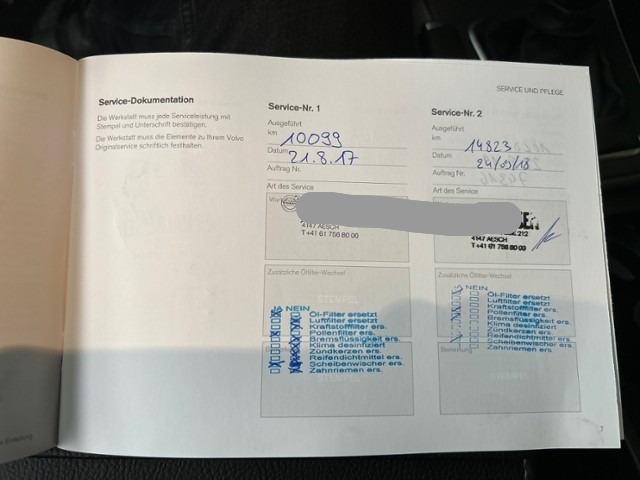 SERVICE UND PFLEGE
Service-Dokumentation
Die Werkstatt muss jede Serviceleistung mit
Stempel und Unterschrift bestätigen.
Die Werkstatt muss die Elemente zu Ihrem Volvo
Originalservice schriftlich festhalten.
Service-Nr. 1
Ausgeführt
km
10099
Datum
21.8.17
Auftrag Nr.
Art des Service
4147 AESCH
T +41 61 756 80 00
Zusätzliche Ölfilter-Wechsel
STEMPEL
NEIN
Öl-Filter ersetzt
Luftfilter ersetzt
Kraftstofffilter ers.
Pollenfilter ers.
Bremsflüssigkeit ers.
Klima desinfiziert
Zündkerzen ers.
Reifendichtmittel ers.
Scheibenwischer ers.
Zahnriemen ers.
Service-Nr. 2
Ausgeführt
km
14823
Datum
24/09/18
Auftrag Nr.
Art des Service
212
4147 AESCH
T +41 61 756 80 00
Zusätzliche Ölfilter-Wechsel
NEIN
Öl-Filter ersetzt
Luftfilter ersetzt
Kraftstofffilter ers.
Pollenfilter ers.
Bremsflüssigkeit ers.
Klima desinfiziert
Zündkerzen ers.
Reifendichtmittel ers.
Scheibenwischer ers.
Zahnriemen ers.